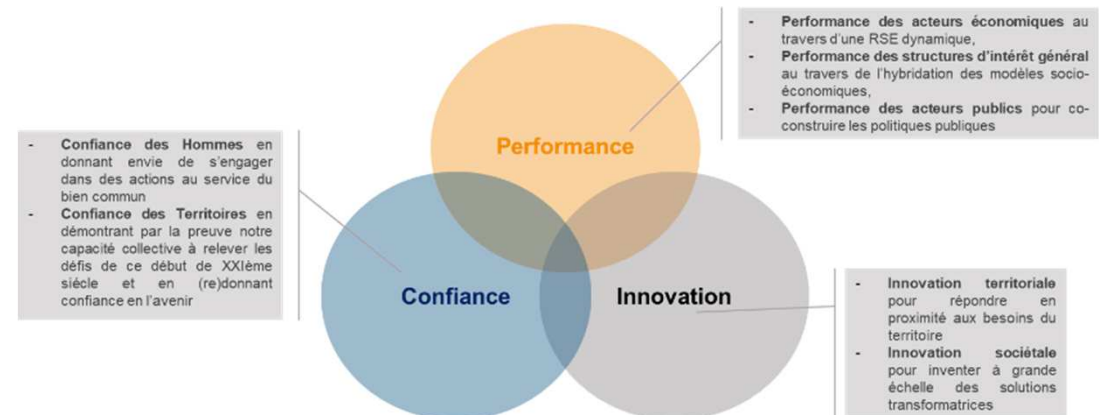 - Performance des acteurs économiques au
travers d'une RSE dynamique,
- Performance des structures d'intérêt général
au travers de l'hybridation des modèles socio-
économiques,
- Performance des acteurs publics pour co-
construire les politiques publiques
Performance
- Confiance des Hommes en
donnant envie de s'engager
dans des actions au service du
bien commun
- Confiance des Territoires en
démontrant par la preuve notre
capacité collective à relever les
défis de ce début de XXIème
siécle et en (re)donnant
confiance en l'avenir
Confiance
Innovation
- Innovation territoriale
pour répondre en
proximité aux besoins du
territoire
- Innovation sociétale
pour inventer à grande
échelle des solutions
transformatrices